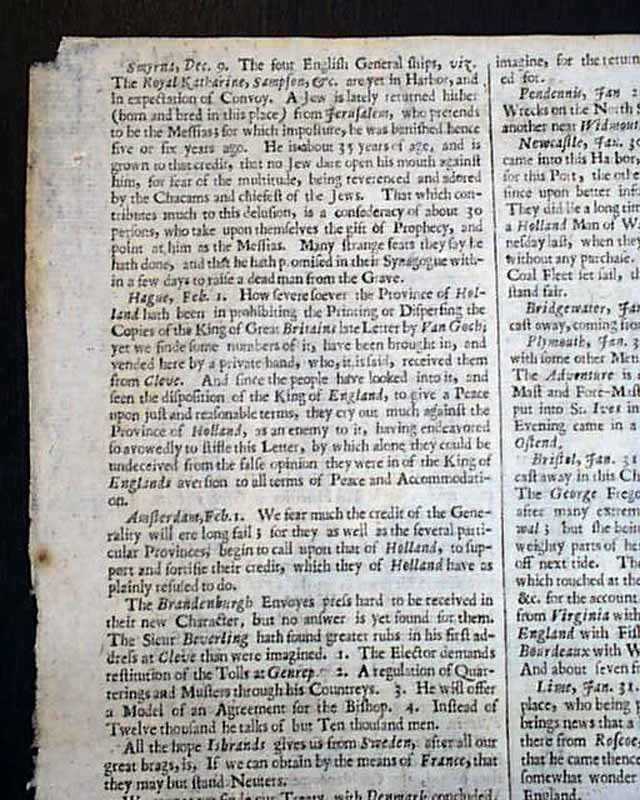 Smyrna, Dec. 9. The four English General ships, viz.
The Royal Katharine, Sampson, &c. are yet in Harbor, and
in expectation of Convoy. A Jew is lately returned hither
(born and bred in this place) from Jerusalem, who pretends
to be the Messias; for which imposture, he was banished hence
five or six years ago. He is about 35 years of age, and is
grown to that credit, that no Jew dare open his mouth against
him, for fear of the multitude, being reverenced and adored
by the Chacams and chiefest of the Jews. That which con-
tributes much to this delusion, is a confederacy of about 30
persons, who take upon themselves the gift of Prophecy, and
point at him as the Messias. Many strange feats they say he
hath done, and that he hath promised in their Synagogue with-
in a few days to raise a dead man from the Grave.
Hague, Feb. 1. How severe soever the Province of Hol-
land hath been in prohibiting the Printing or Dispersing the
Copies of the King of Great Britains late Letter by Van Goch;
yet we finde some numbers of it, have been brought in, and
vended here by a private hand, who, it is said, received them
from Cleve. And since the people have looked into it, and
seen the disposition of the King of England, to give a Peace
upon just and reasonable terms, they cry out much against the
Province of Holland, as an enemy to it, having endeavored
so avowedly to stifle this Letter, by which alone they could be
undeceived from the false opinion they were in of the King of
Englands aversion to all terms of Peace and Accommodati-
on.
Amsterdam, Feb. 1. We fear much the credit of the Gene-
rality will ere long fail; for they as well as the several parti-
cular Provinces, begin to call upon that of Holland, to sup-
port and fortifie their credit, which they of Holland have as
plainly refused to do.
The Brandenburgh Envoyes press hard to be received in
their new Character, but no answer is yet found for them.
The Sieur Beverling hath found greater rubs in his first ad-
dress at Cleve than were imagined. 1. The Elector demands
restitution of the Tolls at Genrep. 2. A regulation of Quar-
terings and Musters through his Countreys. 3. He will offer
a Model of an Agreement for the Bishop. 4. Instead of
Twelve thousand he talks of but Ten thousand men.
All the hope Isbrands gives us from Sweden, after all our
great brags, is, If we can obtain by the means of France, that
they may but stand Neuters.
our Treaty, with Denmark concluded,
imagine, for the return
ed for.
Pendennis, Jan
Wrecks on the North S
another near Widmout
Newcastle, Jan. 30
came into this Harbor
for this Port, the othe
since upon better inf
They did lie a long tim
a Holland Man of Wa
nesday last, when they
without any purchase.
Coal Fleet set sail, th
stand fair.
Bridgewater, Jan
cast away, coming from
Plymouth, Jan. 3
with some other Mer
The Adventure is
Mast and Fore-Mast
put into St. Ives in
Evening came in a
Ostend.
Bristol, Jan. 31
cast away in this Ch
The George Frega
after many extrem
wal; but she bein
weighty parts of he
off next tide. The
which touched at the
&c. for the account
from Virginia with
England with Fish
Bourdeaux with W
And about seven f
Lime, Jan. 31.
place, who being p
brings news that a
there from Roscoe,
that he came thence
somewhat wonder
England.